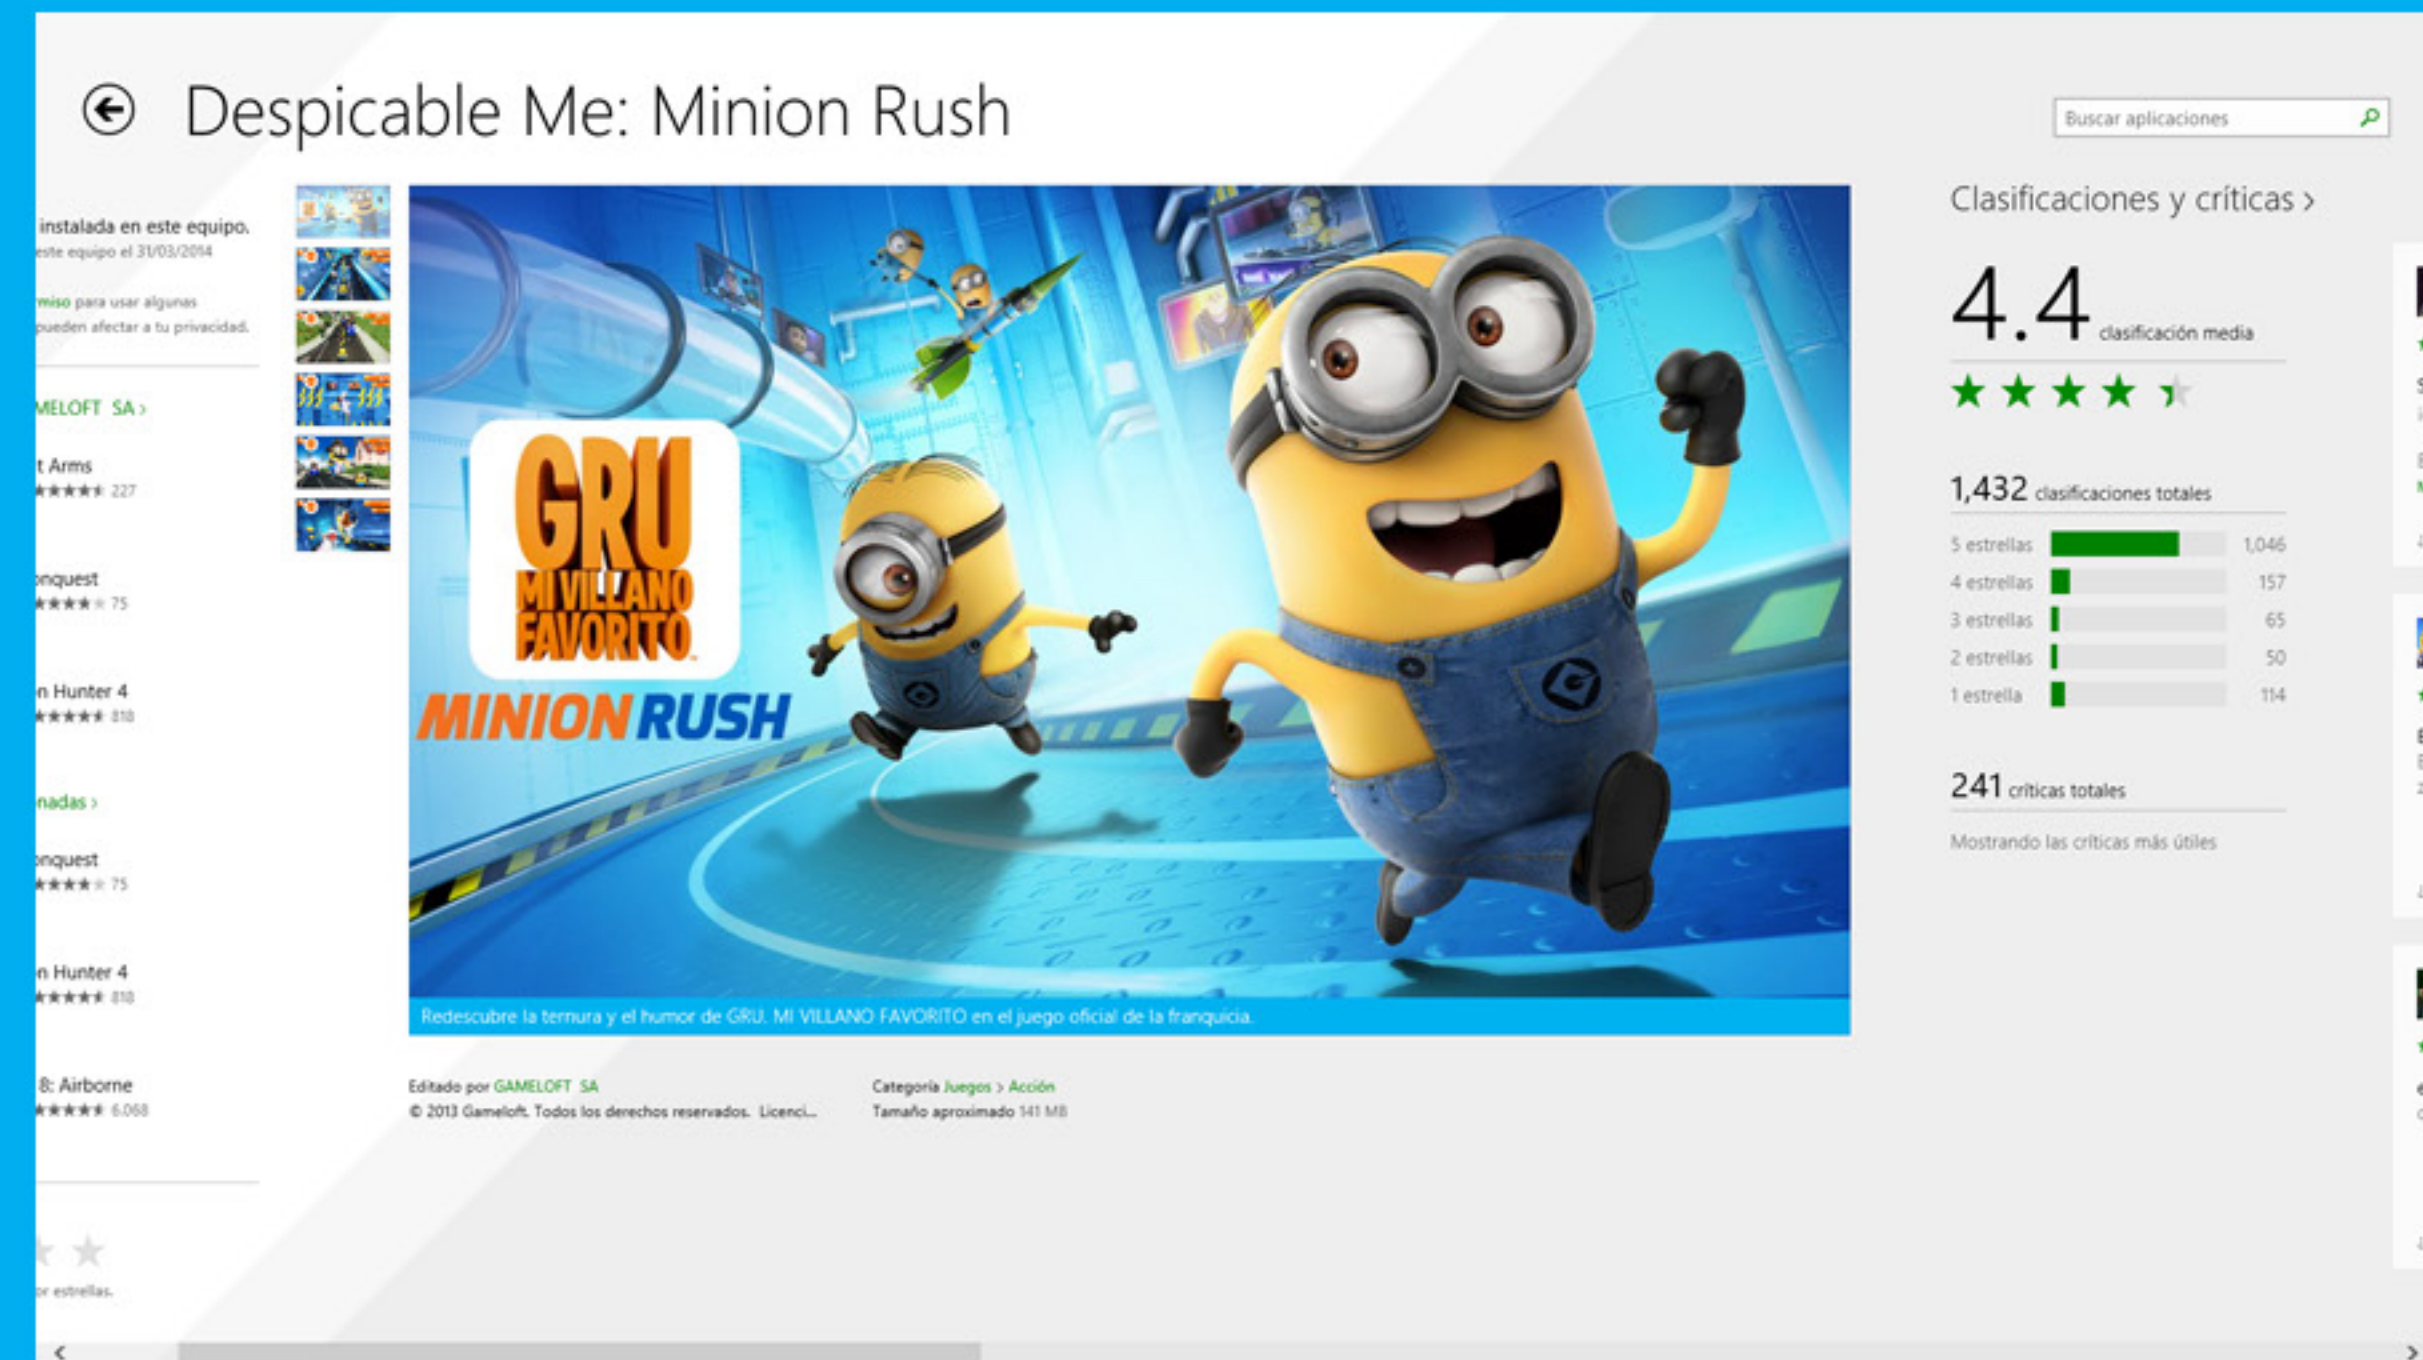 Despicable Me: Minion Rush
Buscar aplicaciones
instalada en este equipo.
este equipo el 31/03/2014
para usar algunas
pueden afectar a tu privacidad.
SA >
t Arms
227
75
n Hunter 4
818
75
n Hunter 4
818
8: Airborne
6.068
estrellas.
GRU
MI VILLANO
FAVORITO
MINION RUSH
Redescubre la ternura y el humor de GRU. MI VILLANO FAVORITO en el juego oficial de la franquicia.
Editado por GAMELOFT SA
© 2013 Gameloft. Todos los derechos reservados. Licenci...
Categoría Juegos > Acción
Tamaño aproximado 141 MB
Clasificaciones y críticas >
4.4 clasificación media
1,432 clasificaciones totales
5 estrellas 1,046
4 estrellas 157
3 estrellas 65
2 estrellas 50
1 estrella 114
241 críticas totales
Mostrando las críticas más útiles